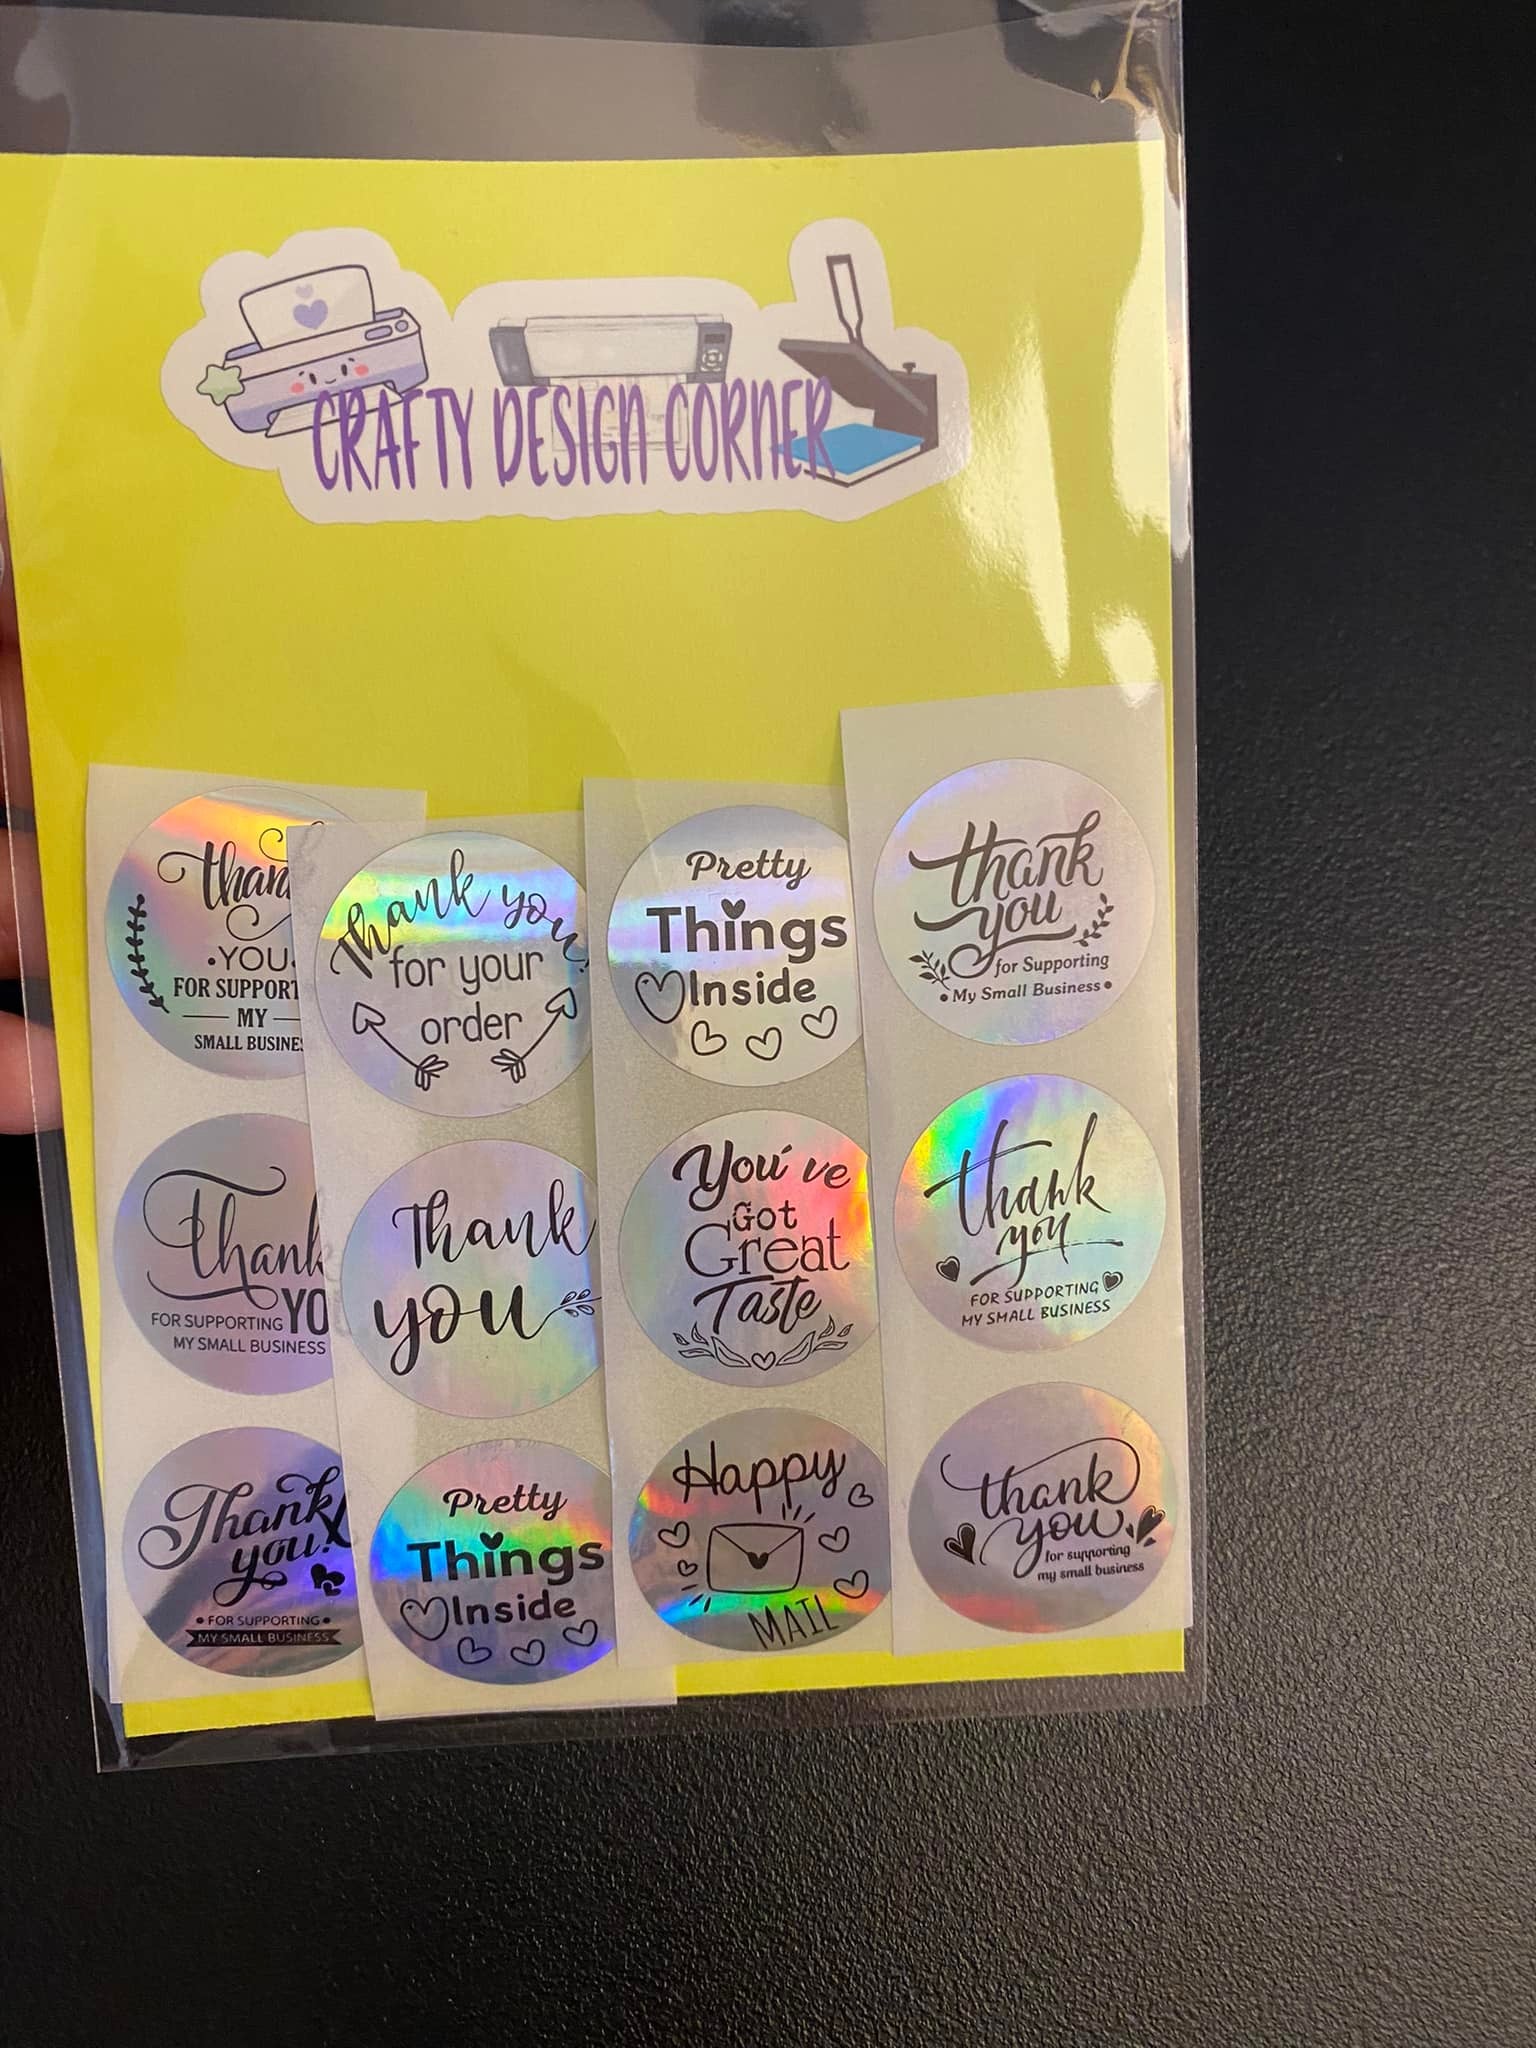 CRAFTY DESIGN CORNER
than
•YOU•
FOR SUPPORT
MY
SMALL BUSINES
Thank
YO
FOR SUPPORTING
MY SMALL BUSINESS
Thank
you!
• FOR SUPPORTING •
MY SMALL BUSINESS
Thank you
for your
order
Thank
you
Pretty
Things
Inside
Pretty
Things
Inside
You've
Got
Great
Taste
Happy
MAIL
thank
you
for Supporting
• My Small Business •
thank
you
FOR SUPPORTING
MY SMALL BUSINESS
thank
you
for supporting
my small business